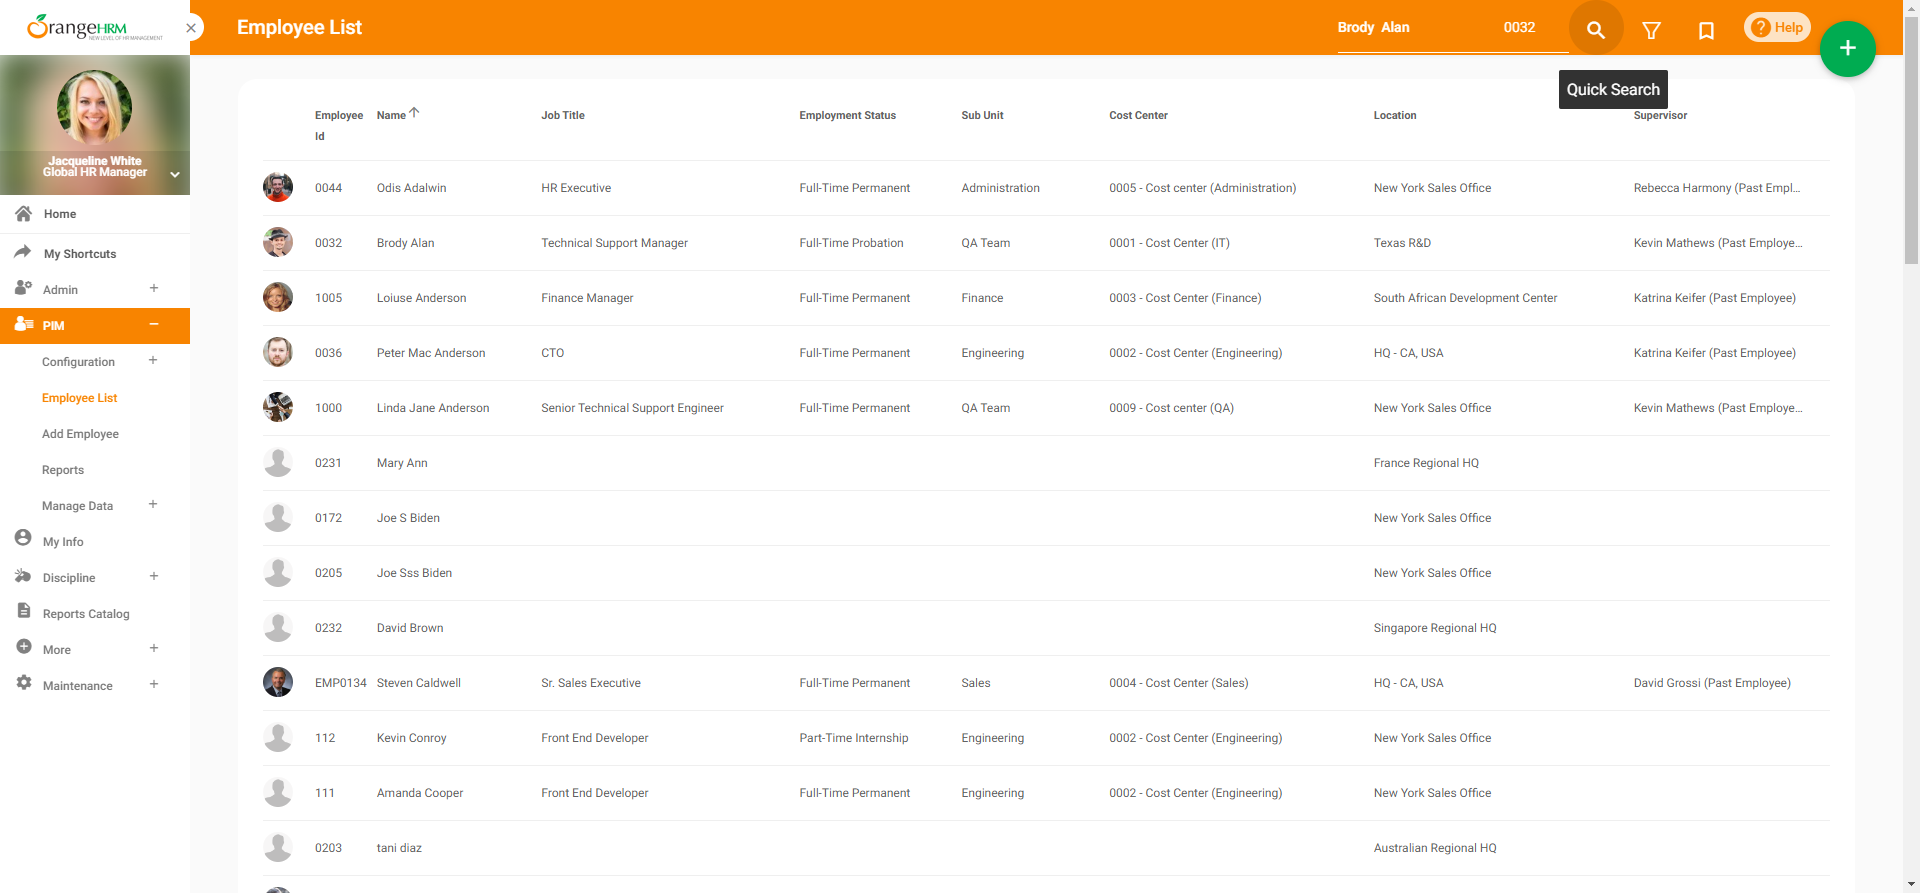 OrangeHRM
NEW LEVEL OF HR MANAGEMENT
Employee List
Brody Alan 0032
Help
Quick Search
Jacqueline White
Global HR Manager
Home
My Shortcuts
Admin
PIM
Configuration
Employee List
Add Employee
Reports
Manage Data
My Info
Discipline
Reports Catalog
More
Maintenance
Employee Id Name Job Title Employment Status Sub Unit Cost Center Location Supervisor
0044 Odis Adalwin HR Executive Full-Time Permanent Administration 0005 - Cost center (Administration) New York Sales Office Rebecca Harmony (Past Empl...
0032 Brody Alan Technical Support Manager Full-Time Probation QA Team 0001 - Cost Center (IT) Texas R&D Kevin Mathews (Past Employe...
1005 Loiuse Anderson Finance Manager Full-Time Permanent Finance 0003 - Cost Center (Finance) South African Development Center Katrina Keifer (Past Employee)
0036 Peter Mac Anderson CTO Full-Time Permanent Engineering 0002 - Cost Center (Engineering) HQ - CA, USA Katrina Keifer (Past Employee)
1000 Linda Jane Anderson Senior Technical Support Engineer Full-Time Permanent QA Team 0009 - Cost center (QA) New York Sales Office Kevin Mathews (Past Employe...
0231 Mary Ann France Regional HQ
0172 Joe S Biden New York Sales Office
0205 Joe Sss Biden New York Sales Office
0232 David Brown Singapore Regional HQ
EMP0134 Steven Caldwell Sr. Sales Executive Full-Time Permanent Sales 0004 - Cost Center (Sales) HQ - CA, USA David Grossi (Past Employee)
112 Kevin Conroy Front End Developer Part-Time Internship Engineering 0002 - Cost Center (Engineering) New York Sales Office
111 Amanda Cooper Front End Developer Full-Time Permanent Engineering 0002 - Cost Center (Engineering) New York Sales Office
0203 tani diaz Australian Regional HQ